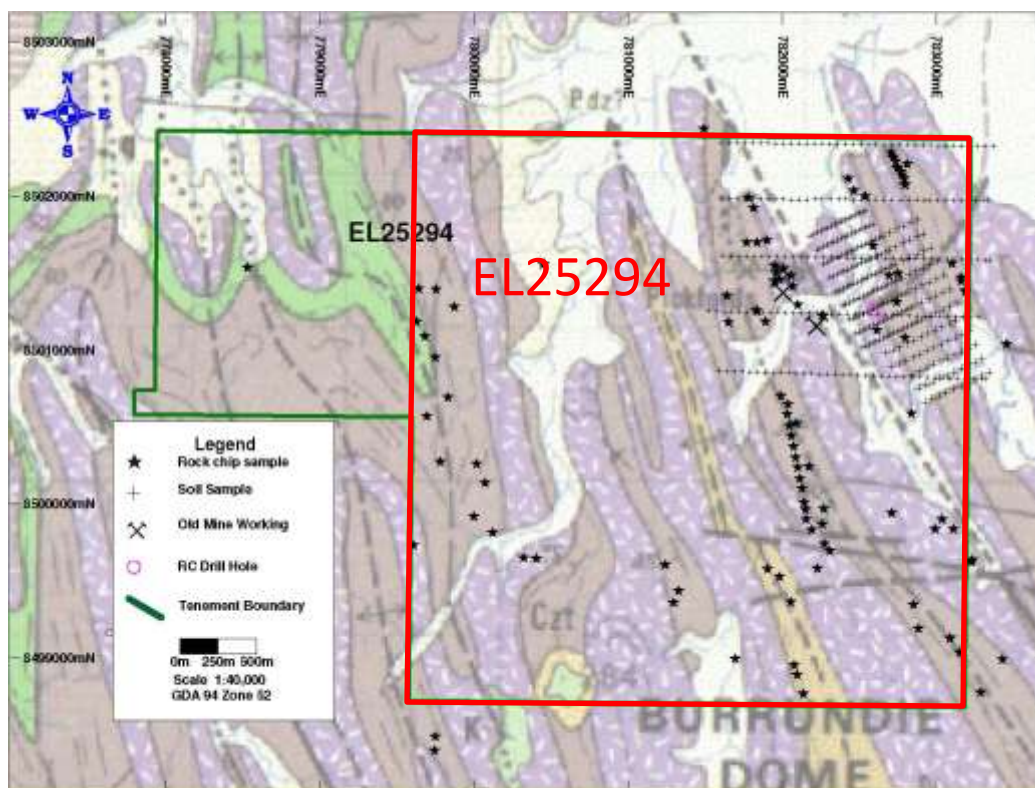 8503000mN
778000mE
779000mE
780000mE
781000mE
782000mE
783000mE
N
W E
S
Pdz
8502000mN
EL25294
EL25294
8501000mN
Legend
Rock chip sample
Soil Sample
Old Mine Working
RC Drill Hole
Tenement Boundary
0m 250m 500m
Scale 1:40,000
GDA 94 Zone 52
8500000mN
8499000mN
Czt
K
BURRUNDIE
DOME